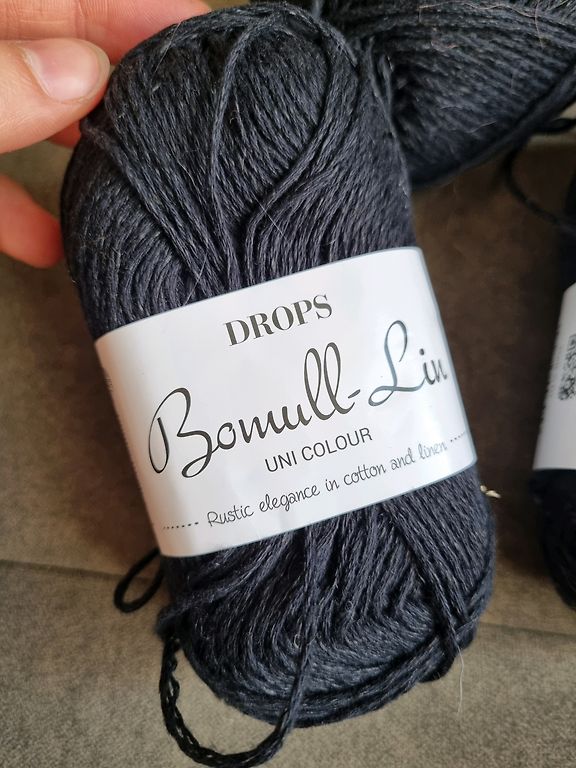 DROPS
Bomull-Lin
UNI COLOUR
....... Rustic elegance in cotton and linen ......